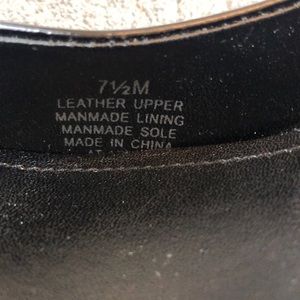 7½M
LEATHER UPPER
MANMADE LINING
MANMADE SOLE
MADE IN CHINA